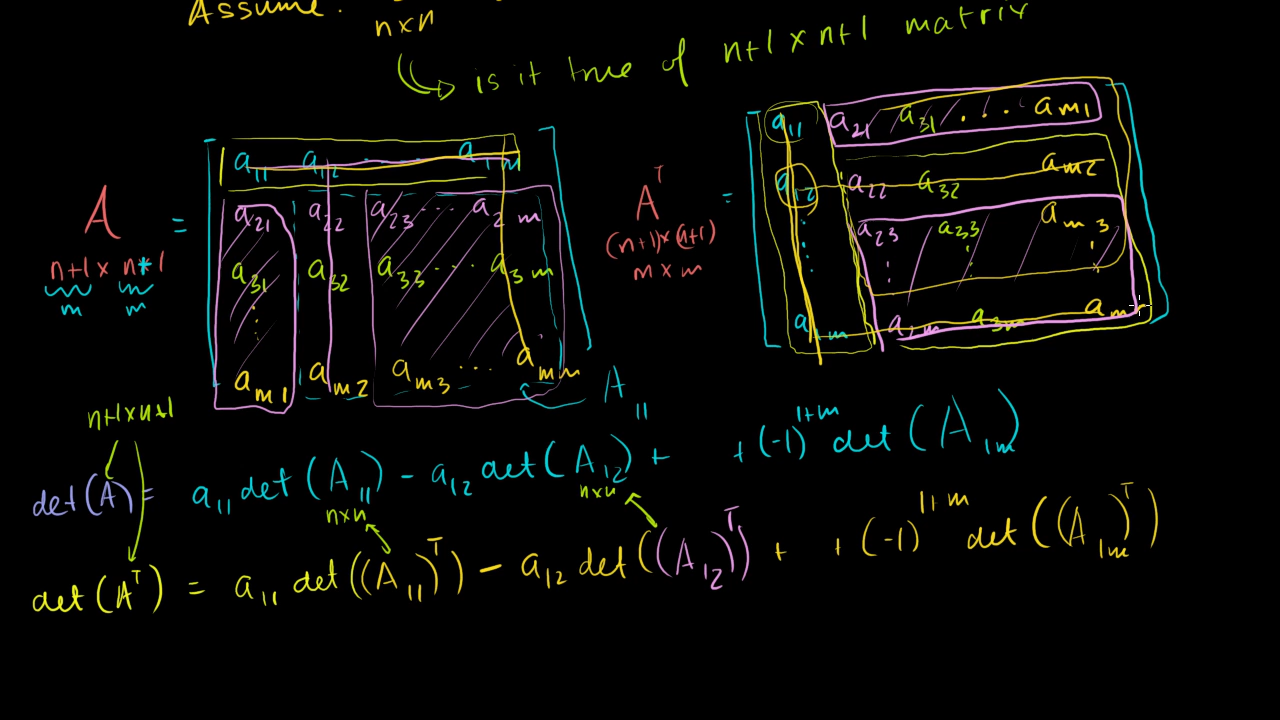 Assume:
n×n
is it true of n+1 × n+1 matrix
A = [ a₁₁ a₁₂ ... a₁ₘ
a₂₁ a₂₂ a₂₃ ... a₂ₘ
a₃₁ a₃₂ a₃₃ ... a₃ₘ
⋮
aₘ₁ aₘ₂ aₘ₃ ... aₘₘ ]
n+1 × n+1
m m
A₁₁
Aᵀ = [ a₁₁ a₂₁ a₃₁ ... aₘ₁
a₁₂ a₂₂ a₃₂ aₘ₂
a₂₃ a₃₃ aₘ₃
⋮ ⋮ ⋮ ⋮
a₁ₘ a₂ₘ a₃ₘ aₘₘ ]
(n+1)×(n+1)
m × m
n+1×n+1
det(A) = a₁₁ det(A₁₁) − a₁₂ det(A₁₂) + +(-1)¹⁺ᵐ det(A₁ₘ)
n×n n×n
det(Aᵀ) = a₁₁ det((A₁₁)ᵀ) − a₁₂ det((A₁₂)ᵀ) + +(-1)¹⁺ᵐ det((A₁ₘ)ᵀ)